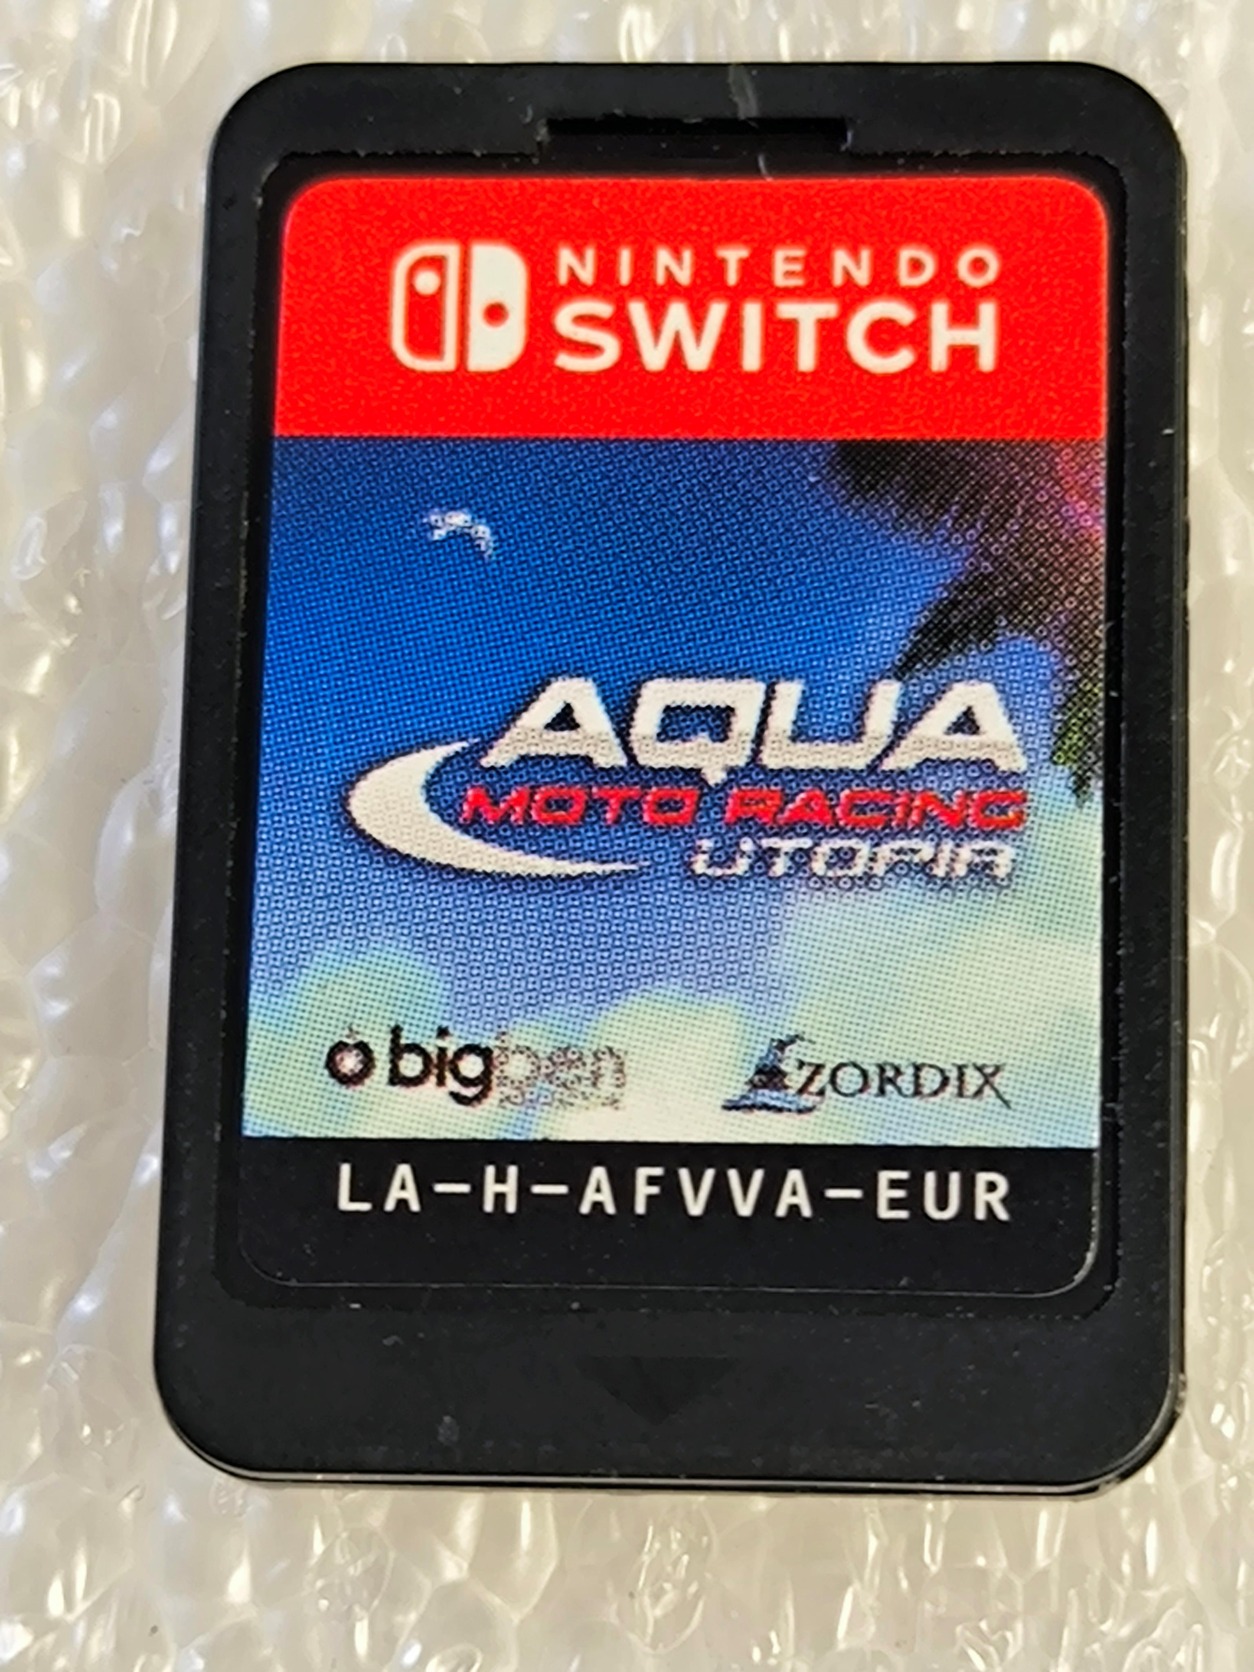 NINTENDO
SWITCH
AQUA
MOTO RACING
UTOPIA
bigben
ZORDIX
LA-H-AFVVA-EUR